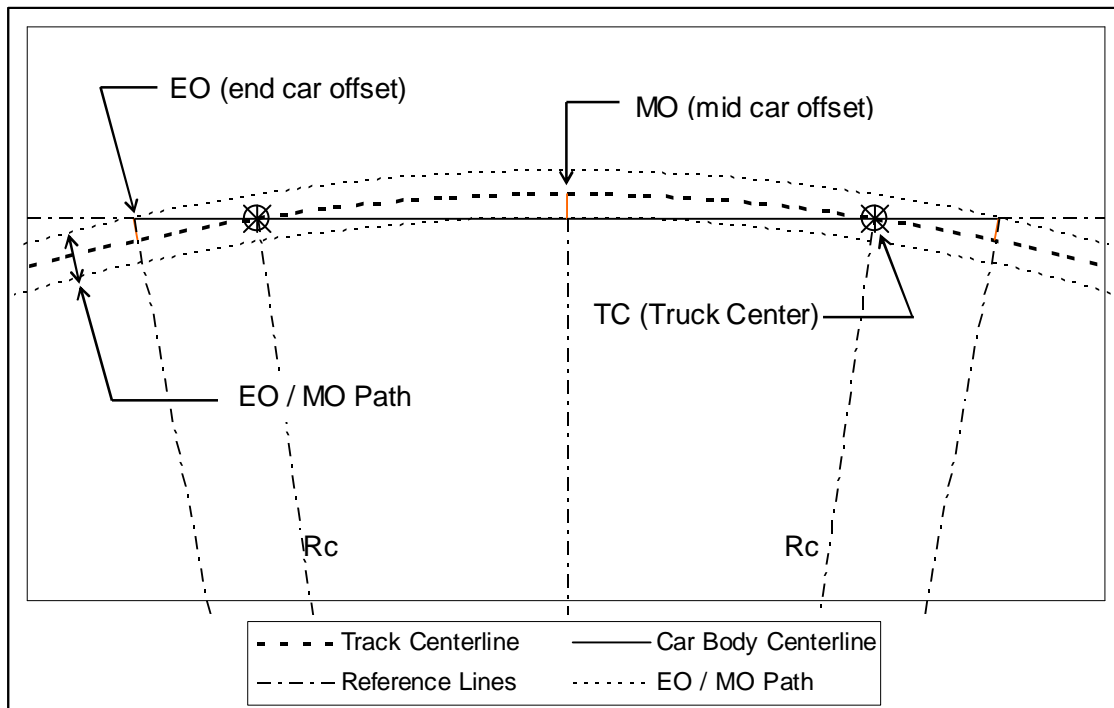 EO (end car offset)
MO (mid car offset)
TC (Truck Center)
EO / MO Path
Rc
Rc
Track Centerline
Car Body Centerline
Reference Lines
EO / MO Path